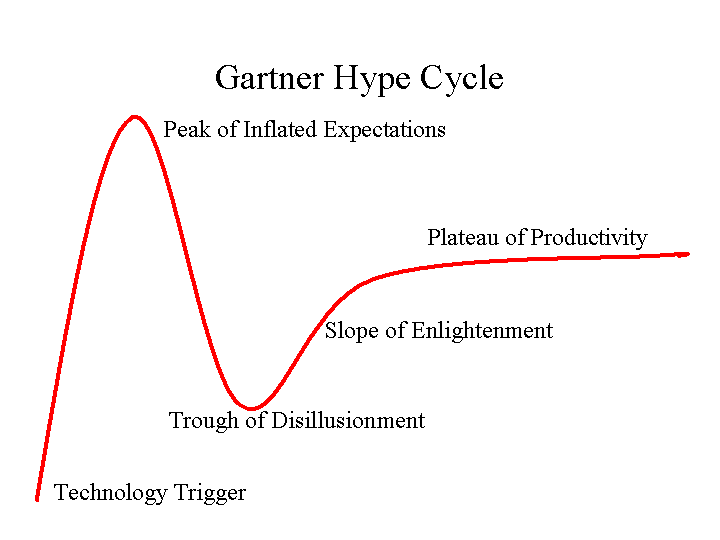 Gartner Hype Cycle
Peak of Inflated Expectations
Plateau of Productivity
Slope of Enlightenment
Trough of Disillusionment
Technology Trigger